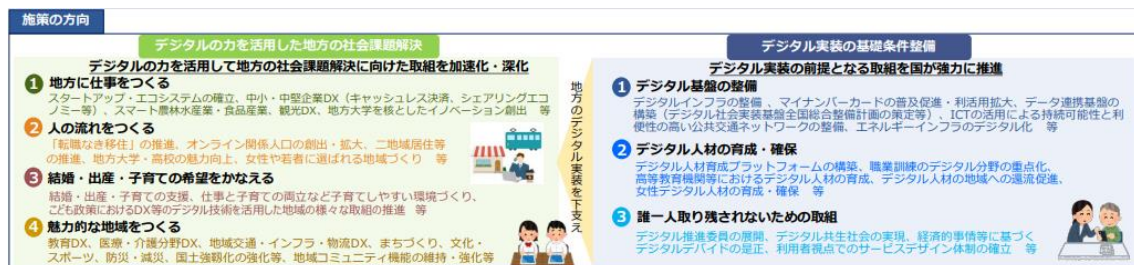 施策の方向
デジタルの力を活用した地方の社会課題解決
デジタルの力を活用して地方の社会課題解決に向けた取組を加速化・深化
1 地方に仕事をつくる
スタートアップ・エコシステムの確立、中小・中堅企業DX（キャッシュレス決済、シェアリングエコ
ノミー等）、スマート農林水産業・食品産業、観光DX、地方大学を核としたイノベーション創出　等
2 人の流れをつくる
「転職なき移住」の推進、オンライン関係人口の創出・拡大、二地域居住等
の推進、地方大学・高校の魅力向上、女性や若者に選ばれる地域づくり　等
3 結婚・出産・子育ての希望をかなえる
結婚・出産・子育ての支援、仕事と子育ての両立など子育てしやすい環境づくり、
こども政策におけるDX等のデジタル技術を活用した地域の様々な取組の推進　等
4 魅力的な地域をつくる
教育DX、医療・介護分野DX、地域交通・インフラ・物流DX、まちづくり、文化・
スポーツ、防災・減災、国土強靱化の強化等、地域コミュニティ機能の維持・強化等
地方のデジタル実装を下支え
デジタル実装の基礎条件整備
デジタル実装の前提となる取組を国が強力に推進
1 デジタル基盤の整備
デジタルインフラの整備、マイナンバーカードの普及促進・利活用拡大、データ連携基盤の
構築（デジタル社会実装基盤全国総合整備計画の策定等）、ICTの活用による持続可能性と利
便性の高い公共交通ネットワークの整備、エネルギーインフラのデジタル化　等
2 デジタル人材の育成・確保
デジタル人材育成プラットフォームの構築、職業訓練のデジタル分野の重点化、
高等教育機関等におけるデジタル人材の育成、デジタル人材の地域への還流促進、
女性デジタル人材の育成・確保　等
3 誰一人取り残されないための取組
デジタル推進委員の展開、デジタル共生社会の実現、経済的事情等に基づく
デジタルデバイドの是正、利用者視点でのサービスデザイン体制の確立　等